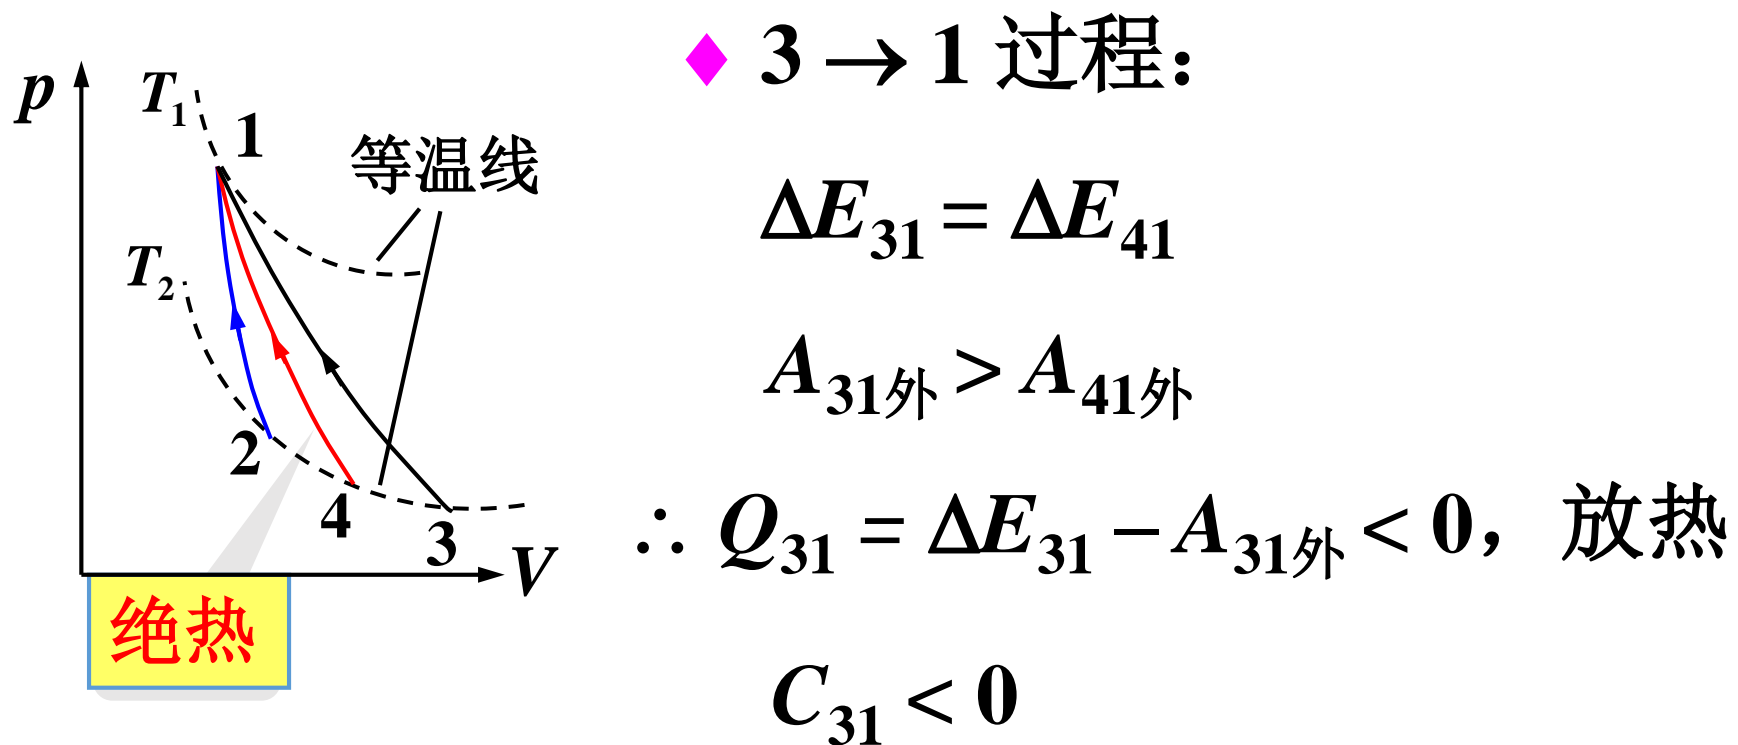 ♦ 3 → 1 过程：
p
T₁
1
等温线
ΔE₃₁ = ΔE₄₁
T₂
A₃₁外 > A₄₁外
2
4
3
∴ Q₃₁ = ΔE₃₁ − A₃₁外 < 0，放热
V
绝热
C₃₁ < 0